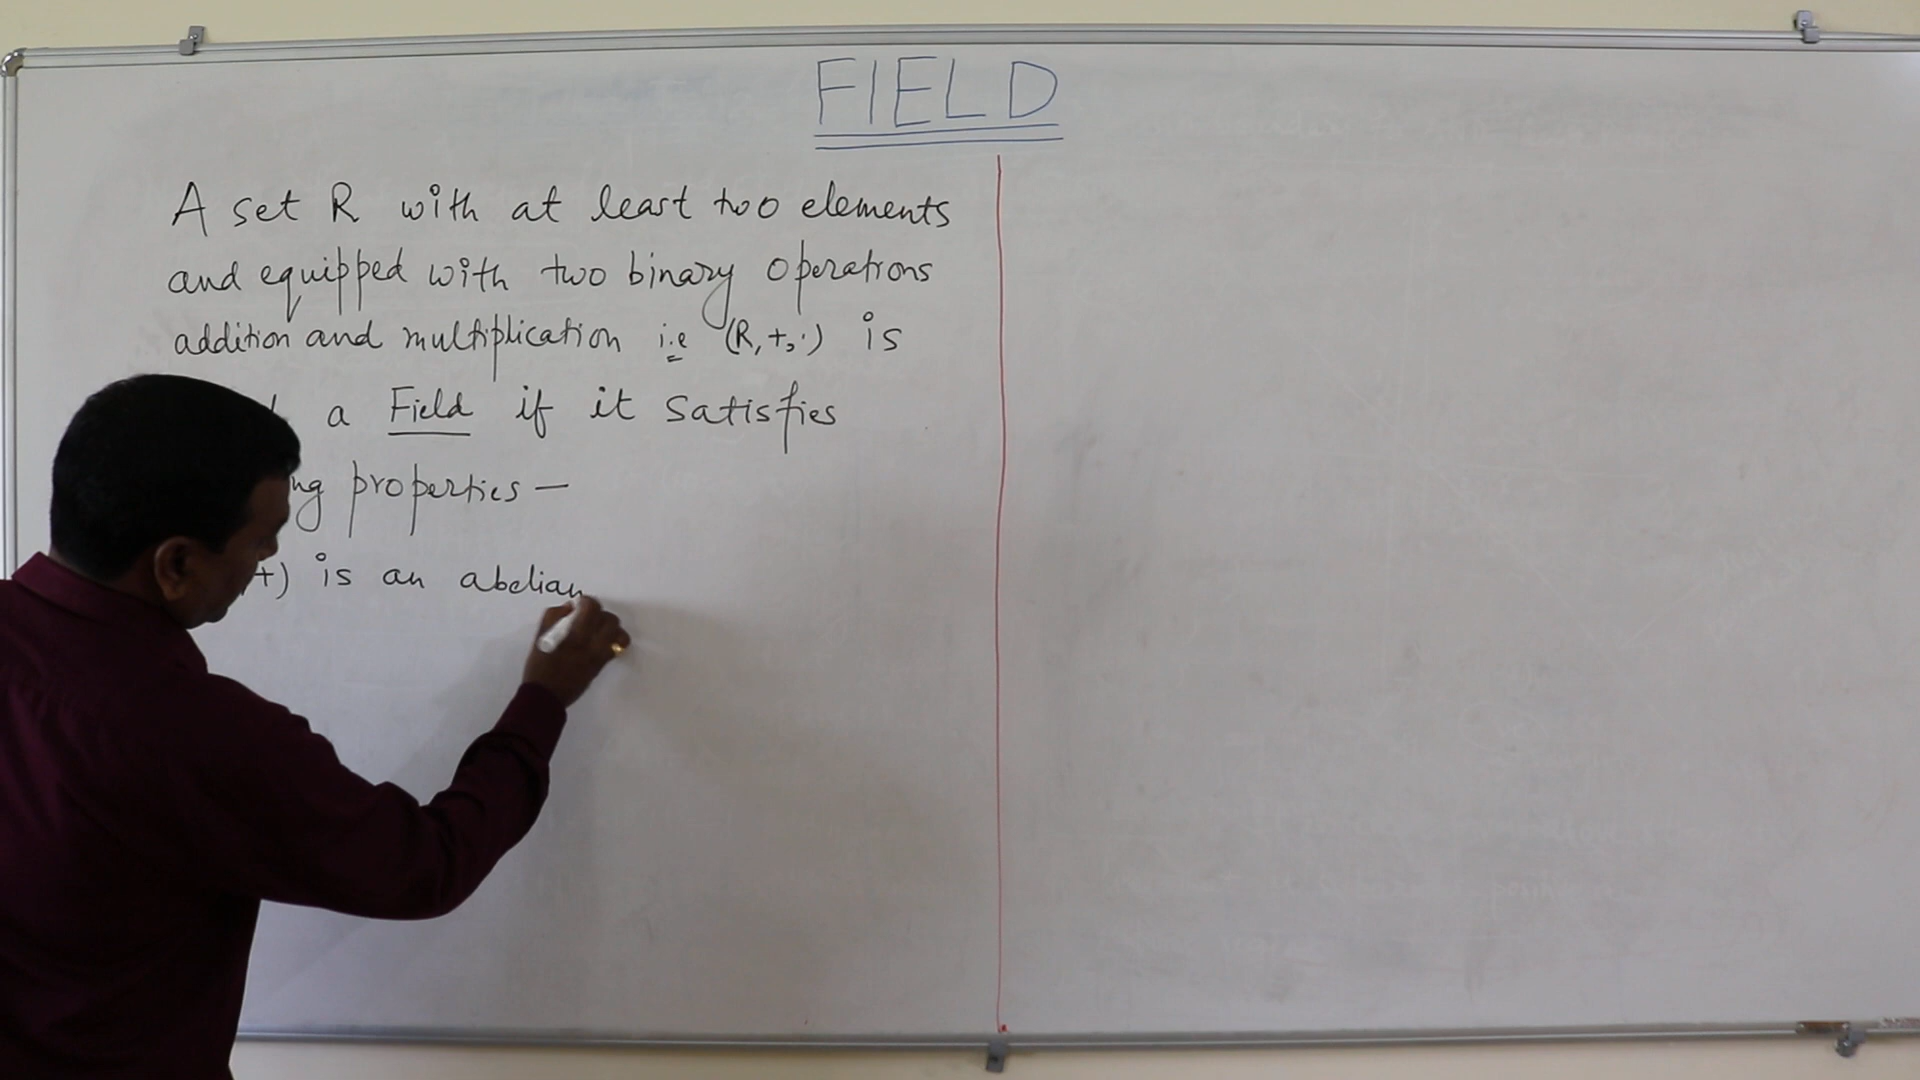 FIELD
A set R with at least two elements
and equipped with two binary operations
addition and multiplication i.e (R, +, ·) is
a Field if it satisfies
properties —
+) is an abelian